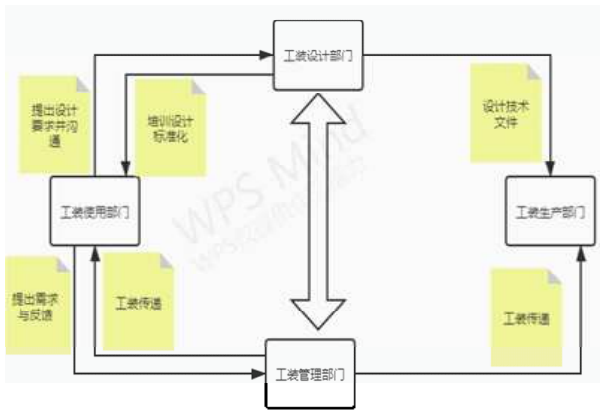 工装设计部门
提出设计
要求并沟
通
培训设计
标准化
设计技术
文件
工装使用部门
工装生产部门
提出需求
与反馈
工装传递
工装传递
工装管理部门
WPS Mind